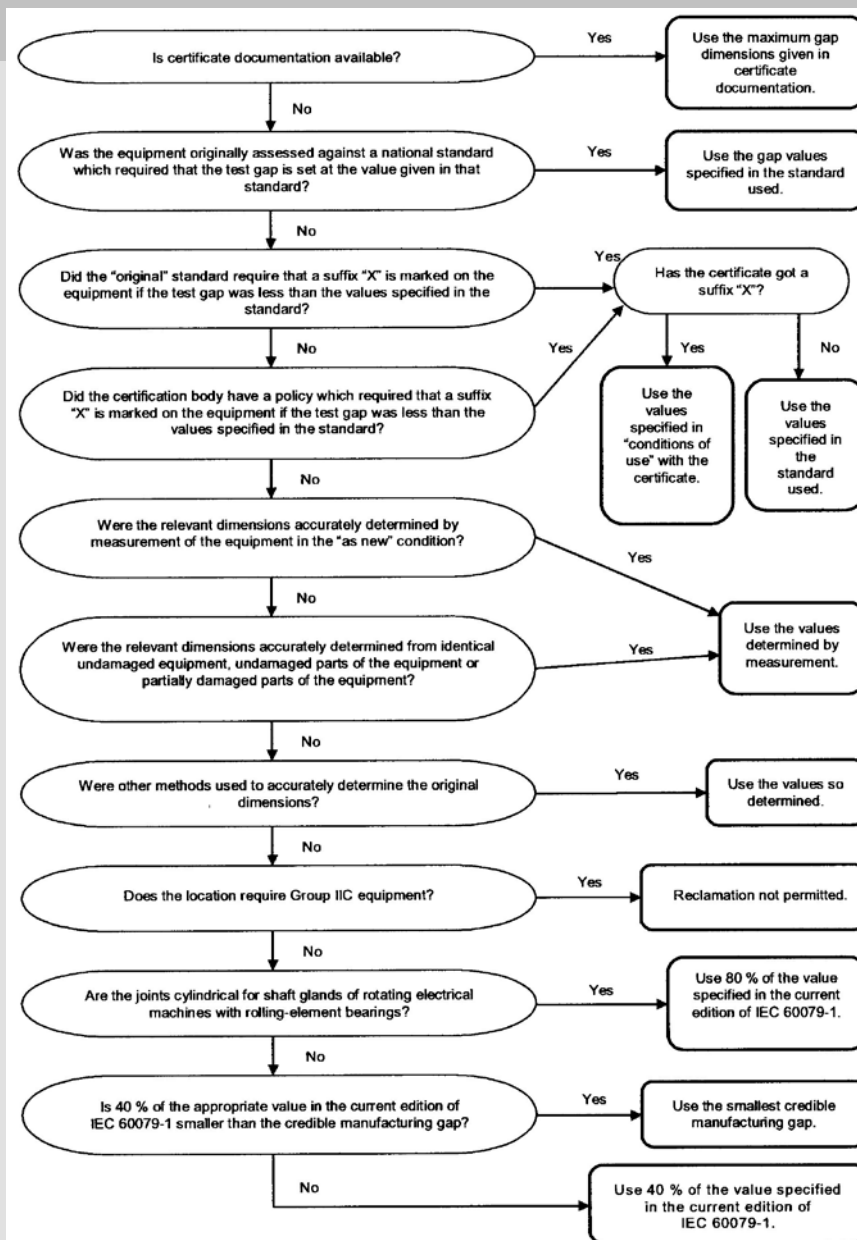 Is certificate documentation available?
Yes
Use the maximum gap
dimensions given in
certificate
documentation.
No
Was the equipment originally assessed against a national standard
which required that the test gap is set at the value given in that
standard?
Yes
Use the gap values
specified in the standard
used.
No
Did the "original" standard require that a suffix "X" is marked on the
equipment if the test gap was less than the values specified in the
standard?
Yes
Has the certificate got a
suffix "X"?
No
Yes
Yes
No
Did the certification body have a policy which required that a suffix
"X" is marked on the equipment if the test gap was less than the
values specified in the standard?
Use the
values
specified in
"conditions of
use" with the
certificate.
Use the
values
specified in
the
standard
used.
No
Were the relevant dimensions accurately determined by
measurement of the equipment in the "as new" condition?
Yes
No
Were the relevant dimensions accurately determined from identical
undamaged equipment, undamaged parts of the equipment or
partially damaged parts of the equipment?
Yes
Use the values
determined by
measurement.
No
Were other methods used to accurately determine the original
dimensions?
Yes
Use the values so
determined.
No
Does the location require Group IIC equipment?
Yes
Reclamation not permitted.
No
Are the joints cylindrical for shaft glands of rotating electrical
machines with rolling-element bearings?
Yes
Use 80 % of the value
specified in the current
edition of IEC 60079-1.
No
Is 40 % of the appropriate value in the current edition of
IEC 60079-1 smaller than the credible manufacturing gap?
Yes
Use the smallest credible
manufacturing gap.
No
Use 40 % of the value specified
in the current edition of
IEC 60079-1.